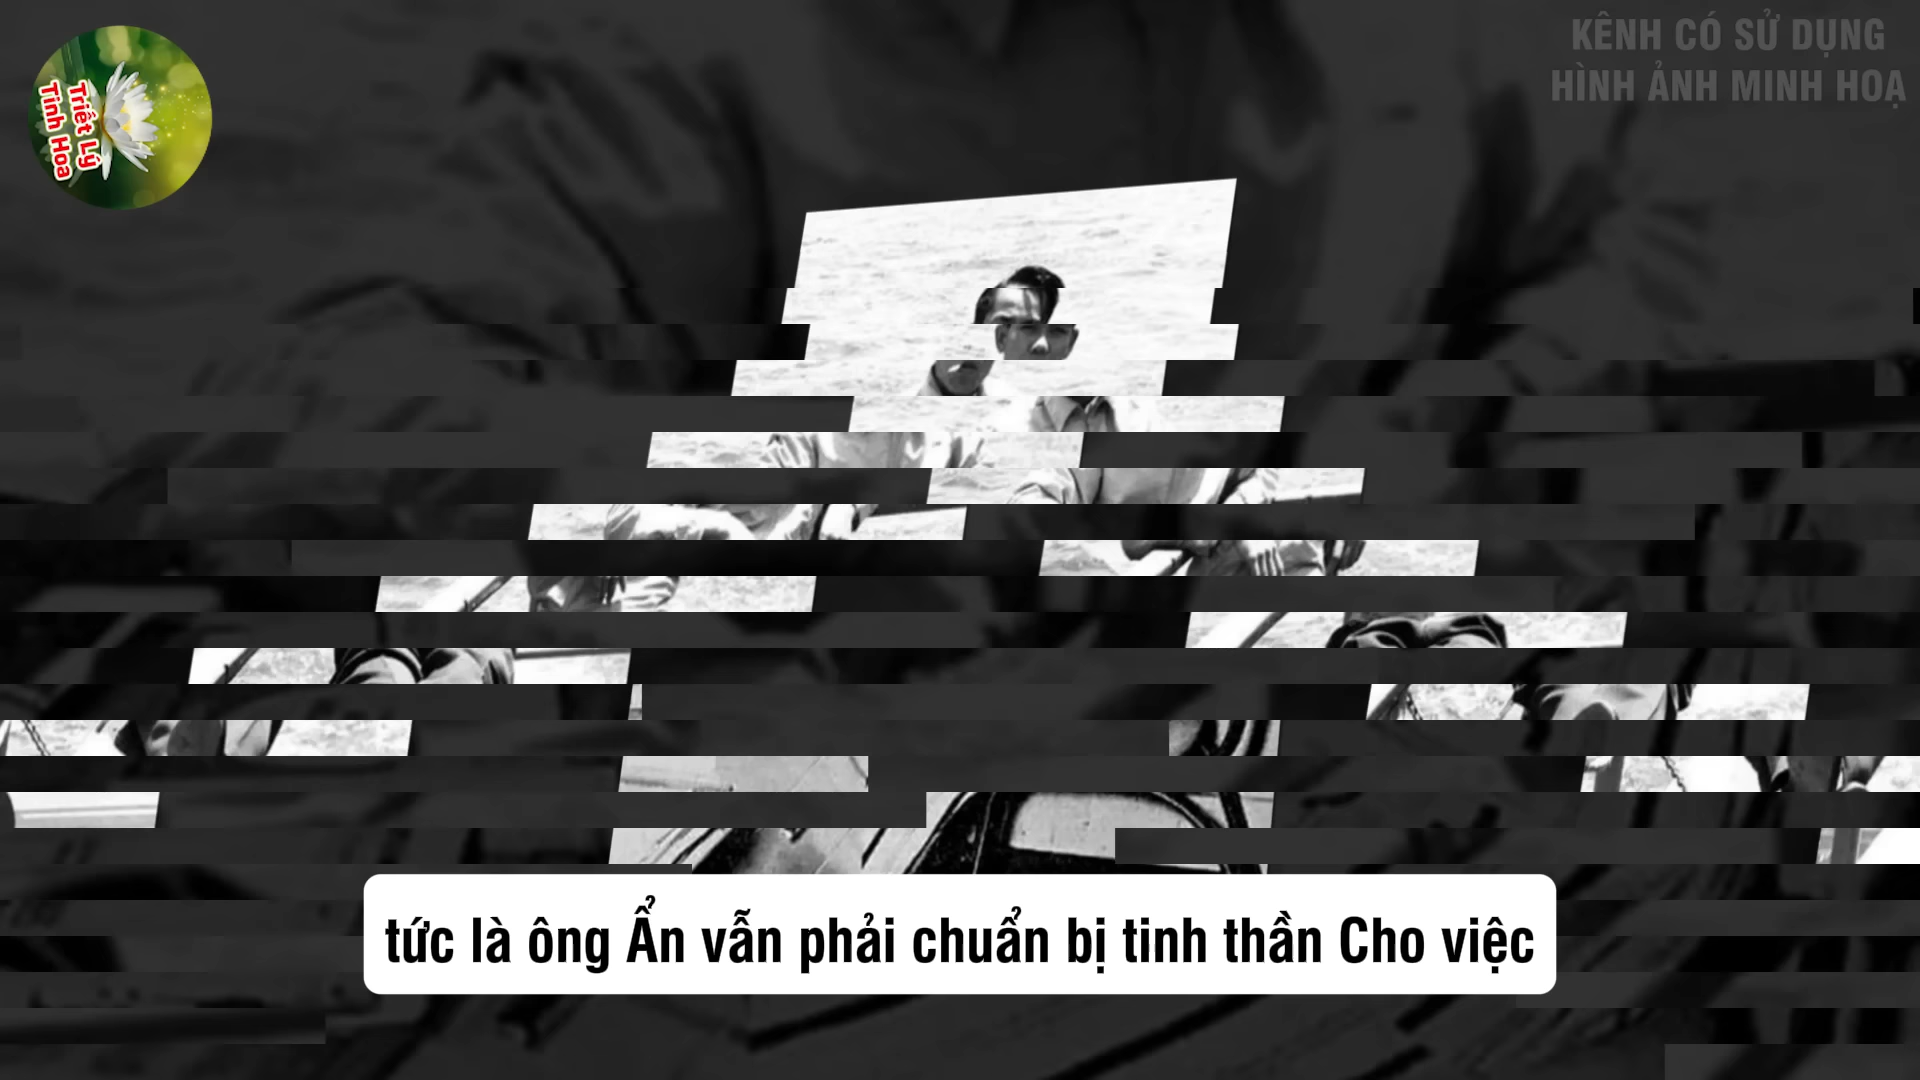 KÊNH CÓ SỬ DỤNG
HÌNH ẢNH MINH HOẠ
Triết Lý
Tinh Hoa
tức là ông Ẩn vẫn phải chuẩn bị tinh thần Cho việc